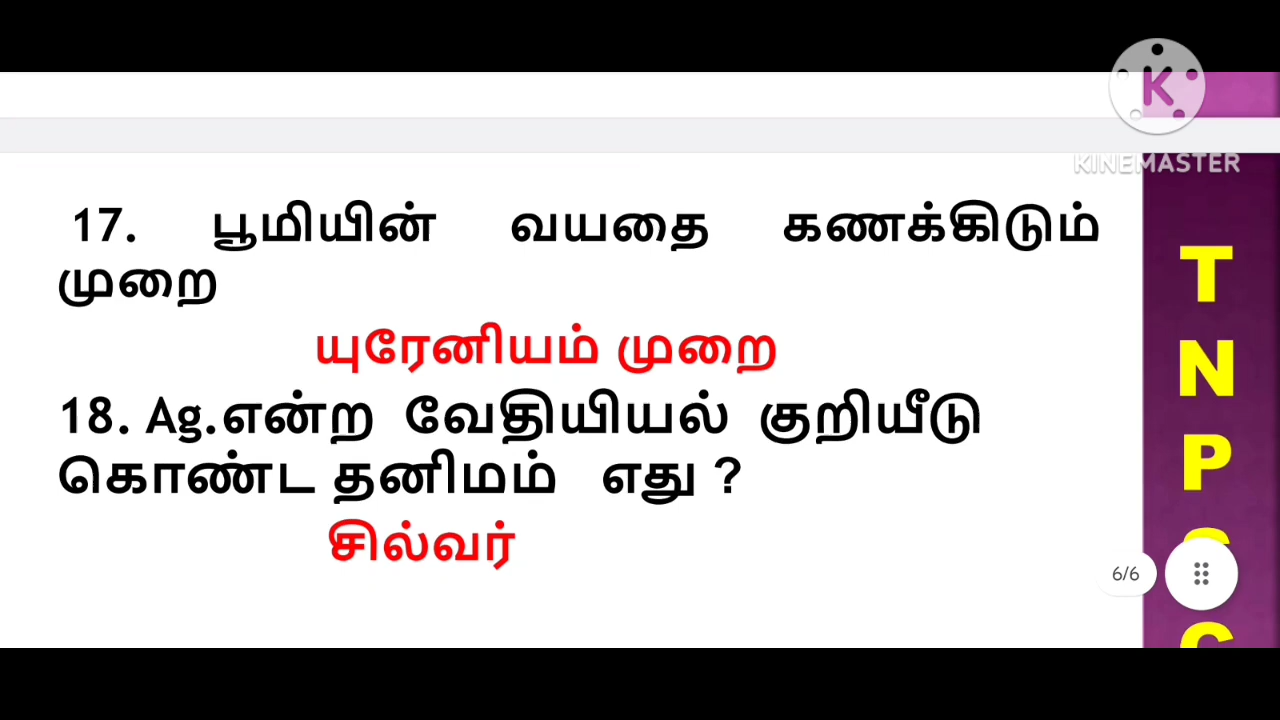 K
KINEMASTER
17. பூமியின் வயதை கணக்கிடும்
முறை
யுரேனியம் முறை
18. Ag.என்ற வேதியியல் குறியீடு
கொண்ட தனிமம் எது ?
சில்வர்
6/6
T
N
P
S
C